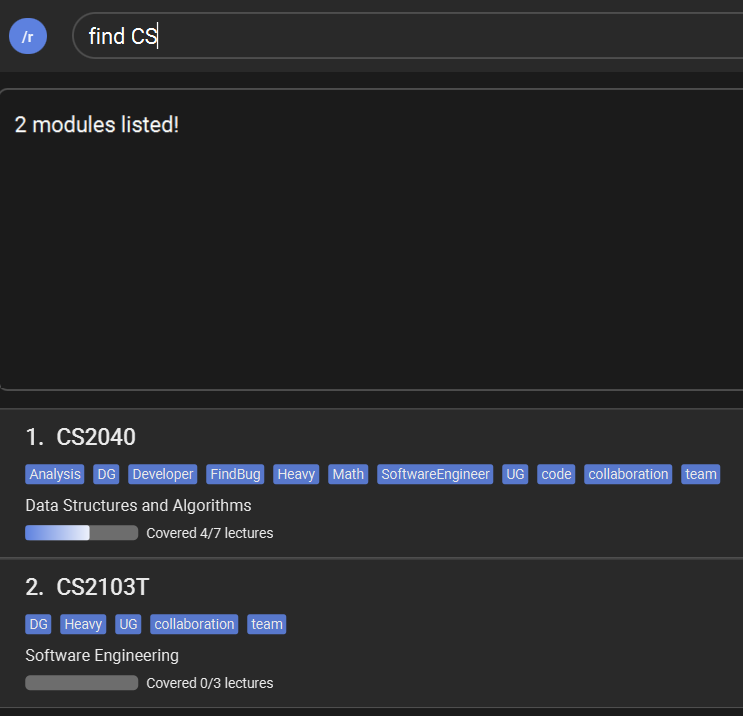 /r
find CS
2 modules listed!
1. CS2040
Analysis DG Developer FindBug Heavy Math SoftwareEngineer UG code collaboration team
Data Structures and Algorithms
Covered 4/7 lectures
2. CS2103T
DG Heavy UG collaboration team
Software Engineering
Covered 0/3 lectures